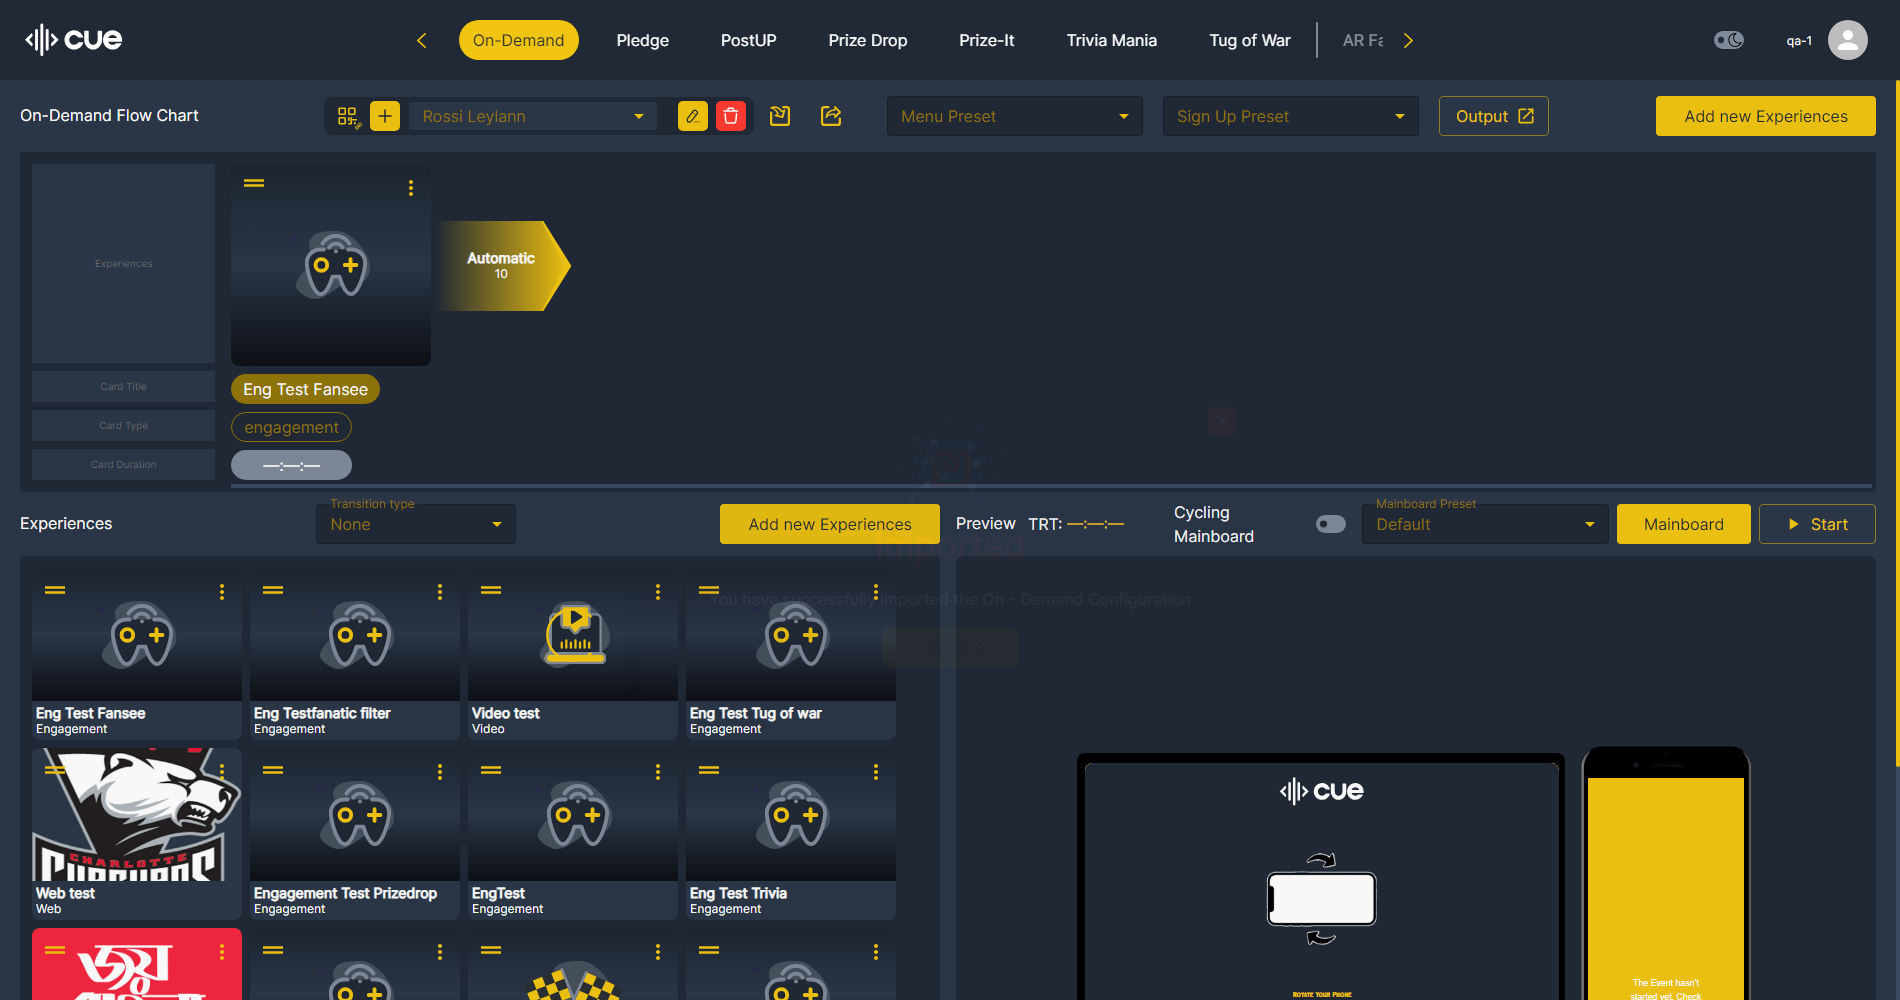 cue
On-Demand
Pledge
PostUP
Prize Drop
Prize-It
Trivia Mania
Tug of War
AR Fa
qa-1
On-Demand Flow Chart
Rossi Leylann
Menu Preset
Sign Up Preset
Output
Add new Experiences
Experiences
Automatic
10
Card Title
Eng Test Fansee
Card Type
engagement
Card Duration
—:—:—
Experiences
Transition type
None
Add new Experiences
Preview
TRT: —:—:—
Cycling
Mainboard
Mainboard Preset
Default
Mainboard
Start
Imported
You have successfully imported the On - Demand Configuration
Continue
Eng Test Fansee
Engagement
Eng Testfanatic filter
Engagement
Video test
Video
Eng Test Tug of war
Engagement
CHARLOTTE
Web test
Web
Engagement Test Prizedrop
Engagement
EngTest
Engagement
Eng Test Trivia
Engagement
জয়
cue
Rotate Your Phone
The Event hasn't
started yet. Check